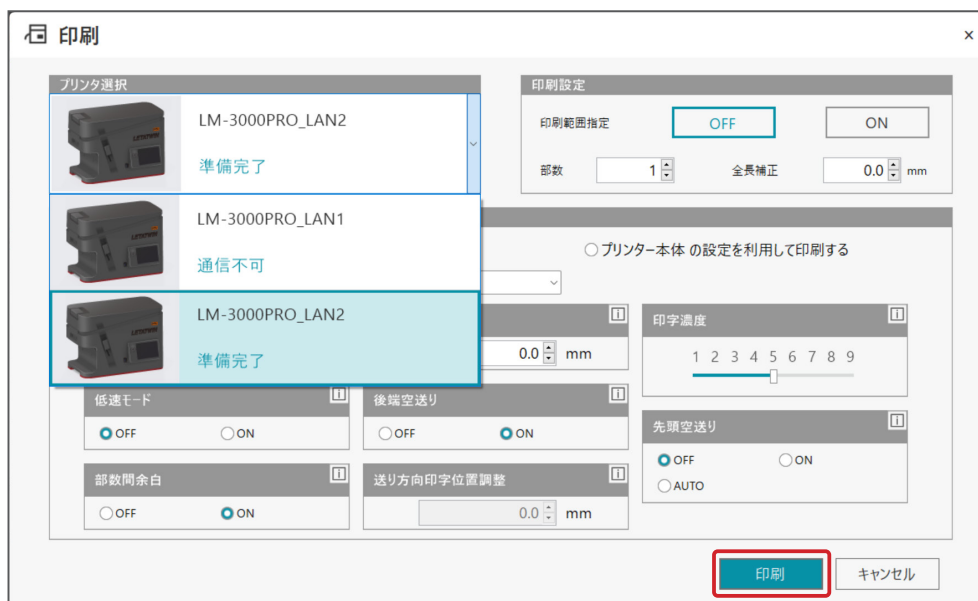 印刷
×
プリンタ選択
LM-3000PRO_LAN2
準備完了
LM-3000PRO_LAN1
通信不可
LM-3000PRO_LAN2
準備完了
印刷設定
印刷範囲指定 OFF ON
部数 1 全長補正 0.0 mm
プリンター本体 の設定を利用して印刷する
0.0 mm
印字濃度
1 2 3 4 5 6 7 8 9
低速モード
OFF ON
後端空送り
OFF ON
先頭空送り
OFF ON
AUTO
部数間余白
OFF ON
送り方向印字位置調整
0.0 mm
印刷 キャンセル